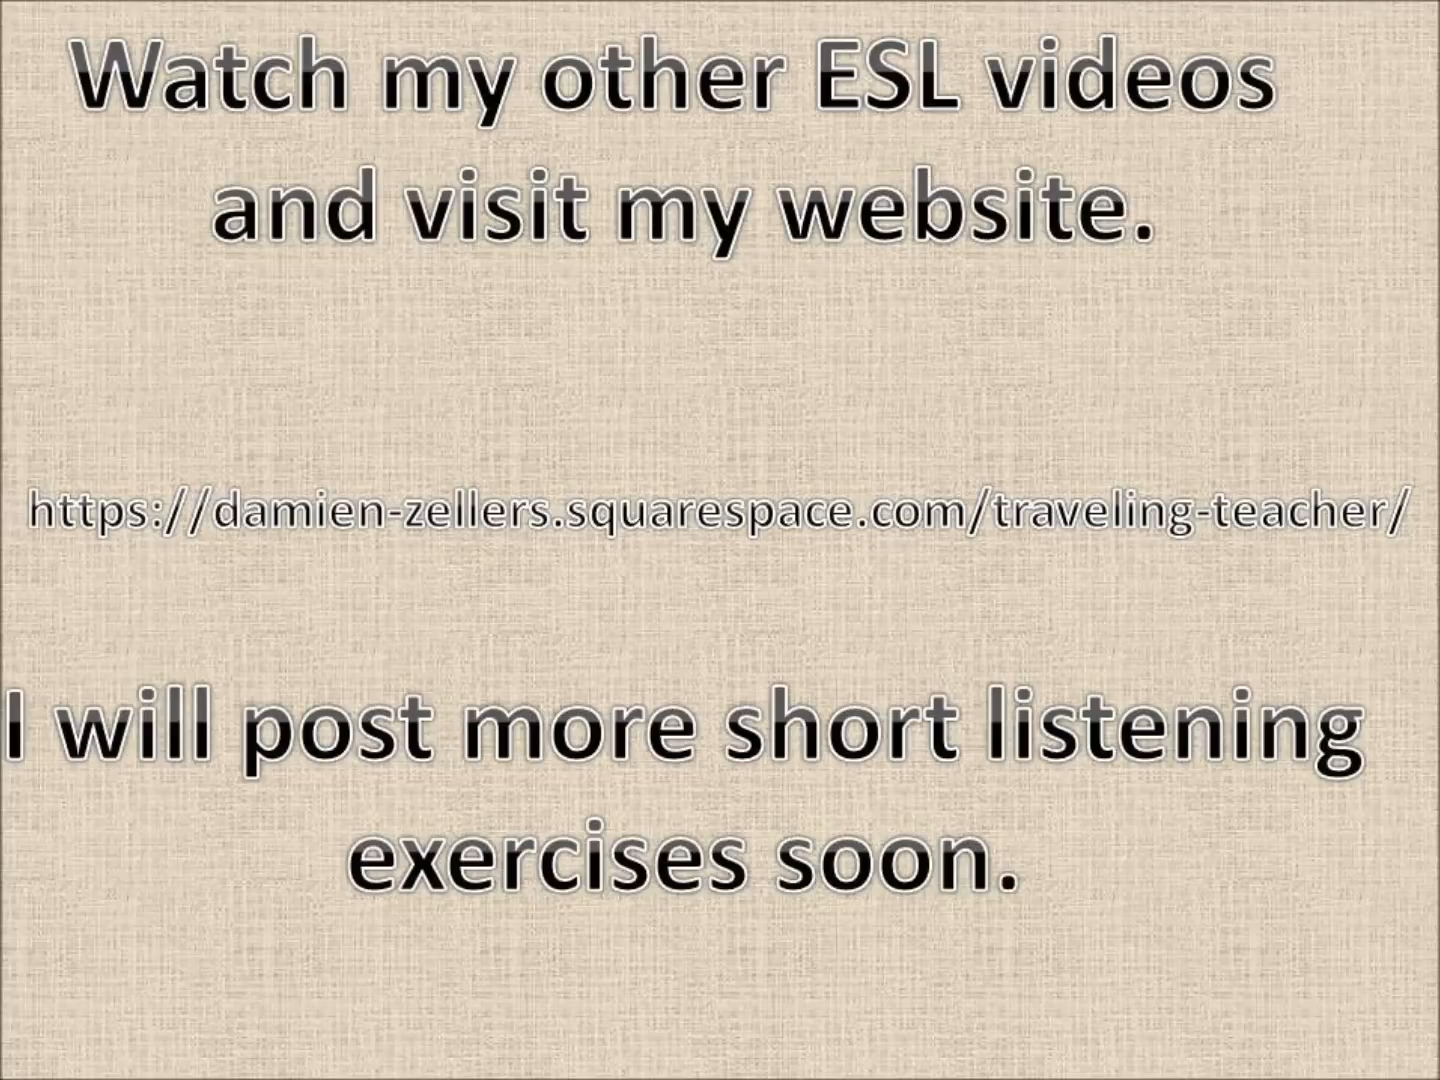 Watch my other ESL videos
and visit my website.
https://damien-zellers.squarespace.com/traveling-teacher/
I will post more short listening
exercises soon.